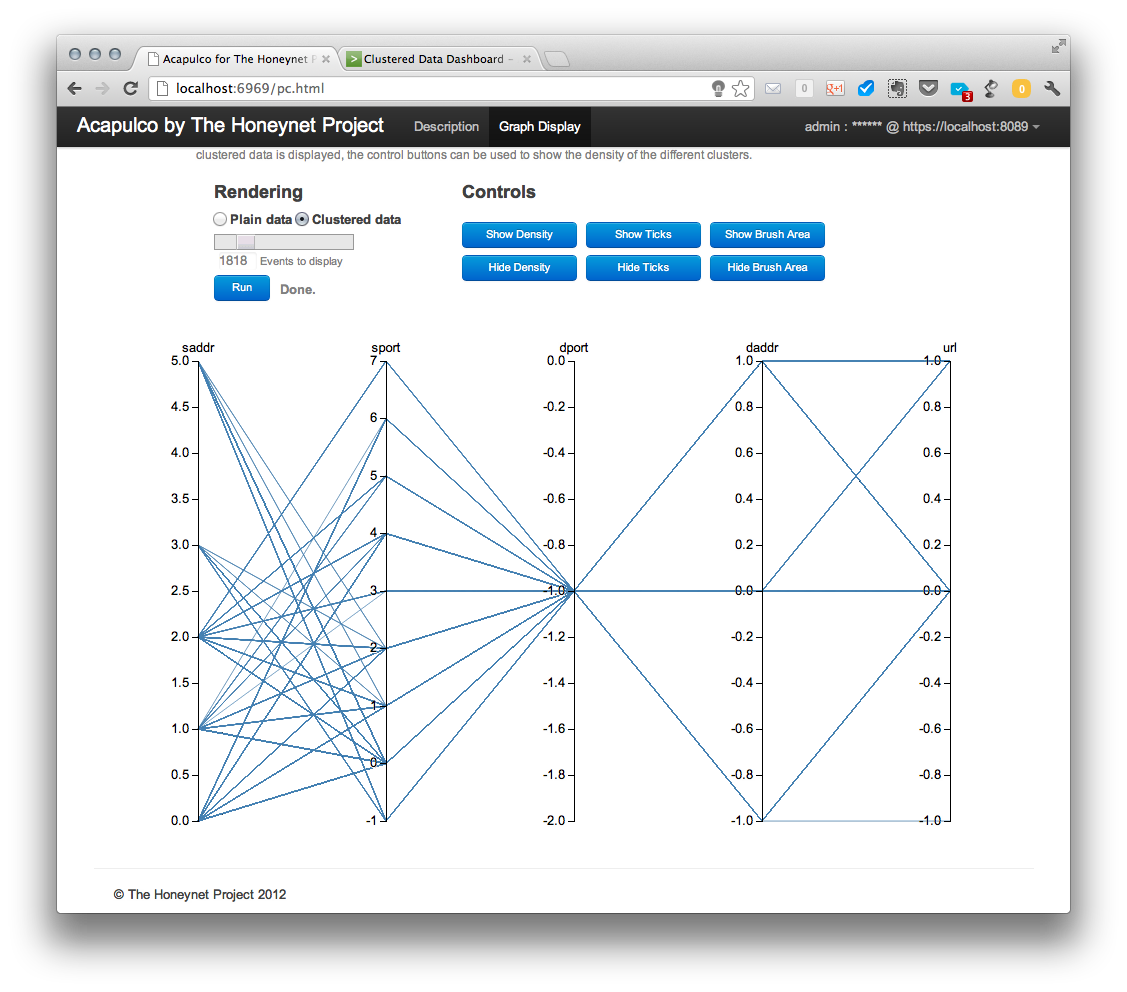 Acapulco for The Honeynet P
Clustered Data Dashboard –
localhost:6969/pc.html
0
+1
3
0
Acapulco by The Honeynet Project Description Graph Display admin : ****** @ https://localhost:8089
clustered data is displayed, the control buttons can be used to show the density of the different clusters.
Rendering Controls
Plain data Clustered data
Show Density Show Ticks Show Brush Area
1818 Events to display
Hide Density Hide Ticks Hide Brush Area
Run Done.
saddr sport dport daddr url
5.0 7 0.0 1.0 1.0
4.5 -0.2 0.8 0.8
6
4.0 -0.4 0.6 0.6
5
3.5 -0.6 0.4 0.4
4
3.0 -0.8 0.2 0.2
2.5 3 -1.0 0.0 0.0
2.0 -1.2 -0.2 -0.2
2
1.5 -1.4 -0.4 -0.4
1
1.0 -1.6 -0.6 -0.6
0
0.5 -1.8 -0.8 -0.8
0.0 -1 -2.0 -1.0 -1.0
© The Honeynet Project 2012